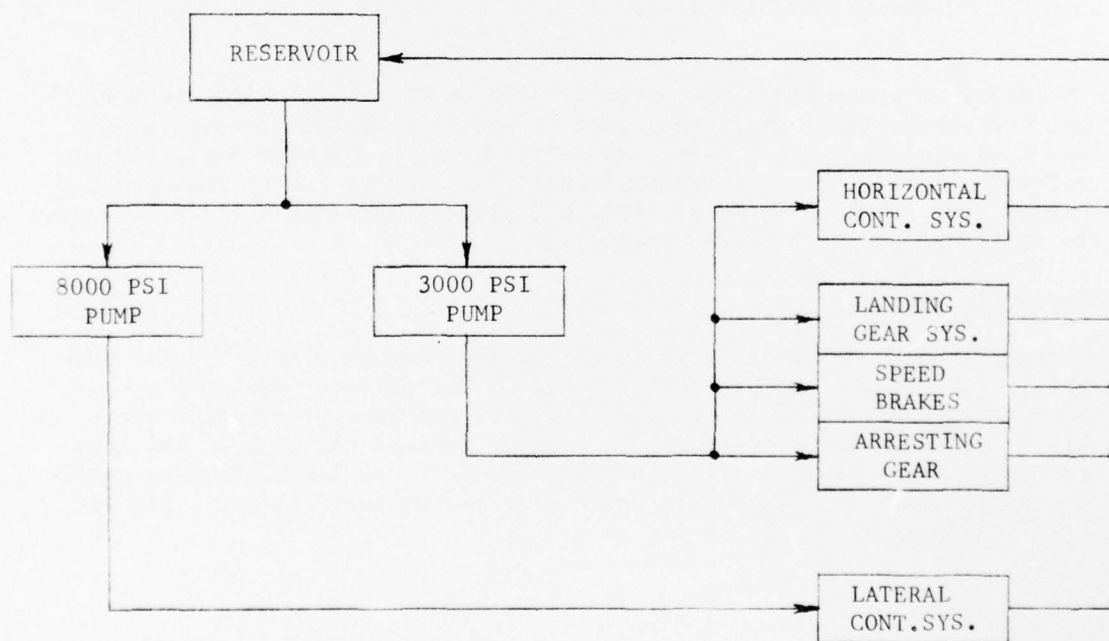 RESERVOIR
8000 PSI
PUMP
3000 PSI
PUMP
HORIZONTAL
CONT. SYS.
LANDING
GEAR SYS.
SPEED
BRAKES
ARRESTING
GEAR
LATERAL
CONT.SYS.